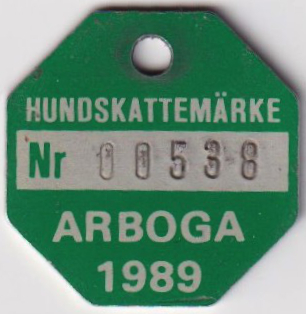 HUNDSKATTEMÄRKE
Nr 00538
ARBOGA
1989